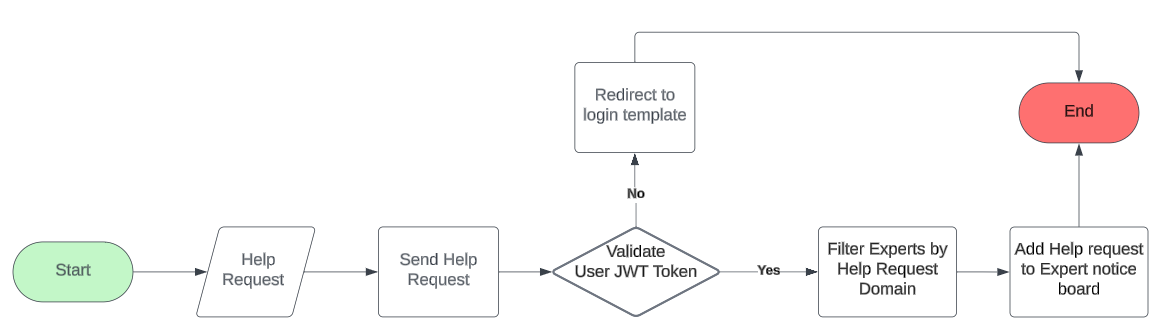 Start
Help
Request
Send Help
Request
Validate
User JWT Token
No
Redirect to
login template
Yes
Filter Experts by
Help Request
Domain
Add Help request
to Expert notice
board
End